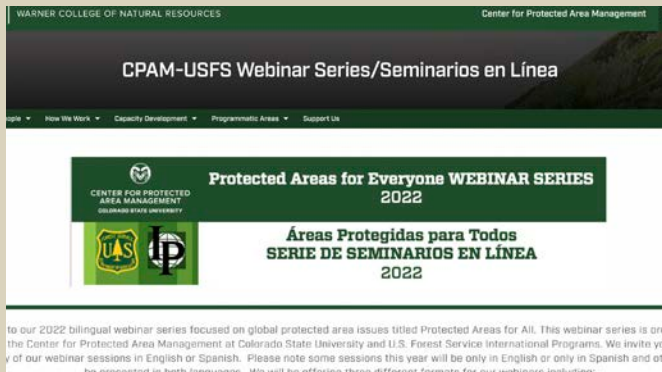 WARNER COLLEGE OF NATURAL RESOURCES
Center for Protected Area Management
CPAM-USFS Webinar Series/Seminarios en Línea
How We Work
Capacity Development
Programmatic Areas
Support Us
CENTER FOR PROTECTED
AREA MANAGEMENT
COLORADO STATE UNIVERSITY
Protected Areas for Everyone WEBINAR SERIES
2022
FOREST SERVICE
UAS
IP
Áreas Protegidas para Todos
SERIE DE SEMINARIOS EN LÍNEA
2022
to our 2022 bilingual webinar series focused on global protected area issues titled Protected Areas for All. This webinar series is
the Center for Protected Area Management at Colorado State University and U.S. Forest Service International Programs. We invite
of our webinar sessions in English or Spanish. Please note some sessions this year will be only in English or only in Spanish and
be presented in both languages. We will be offering three different formats for our webinars including: